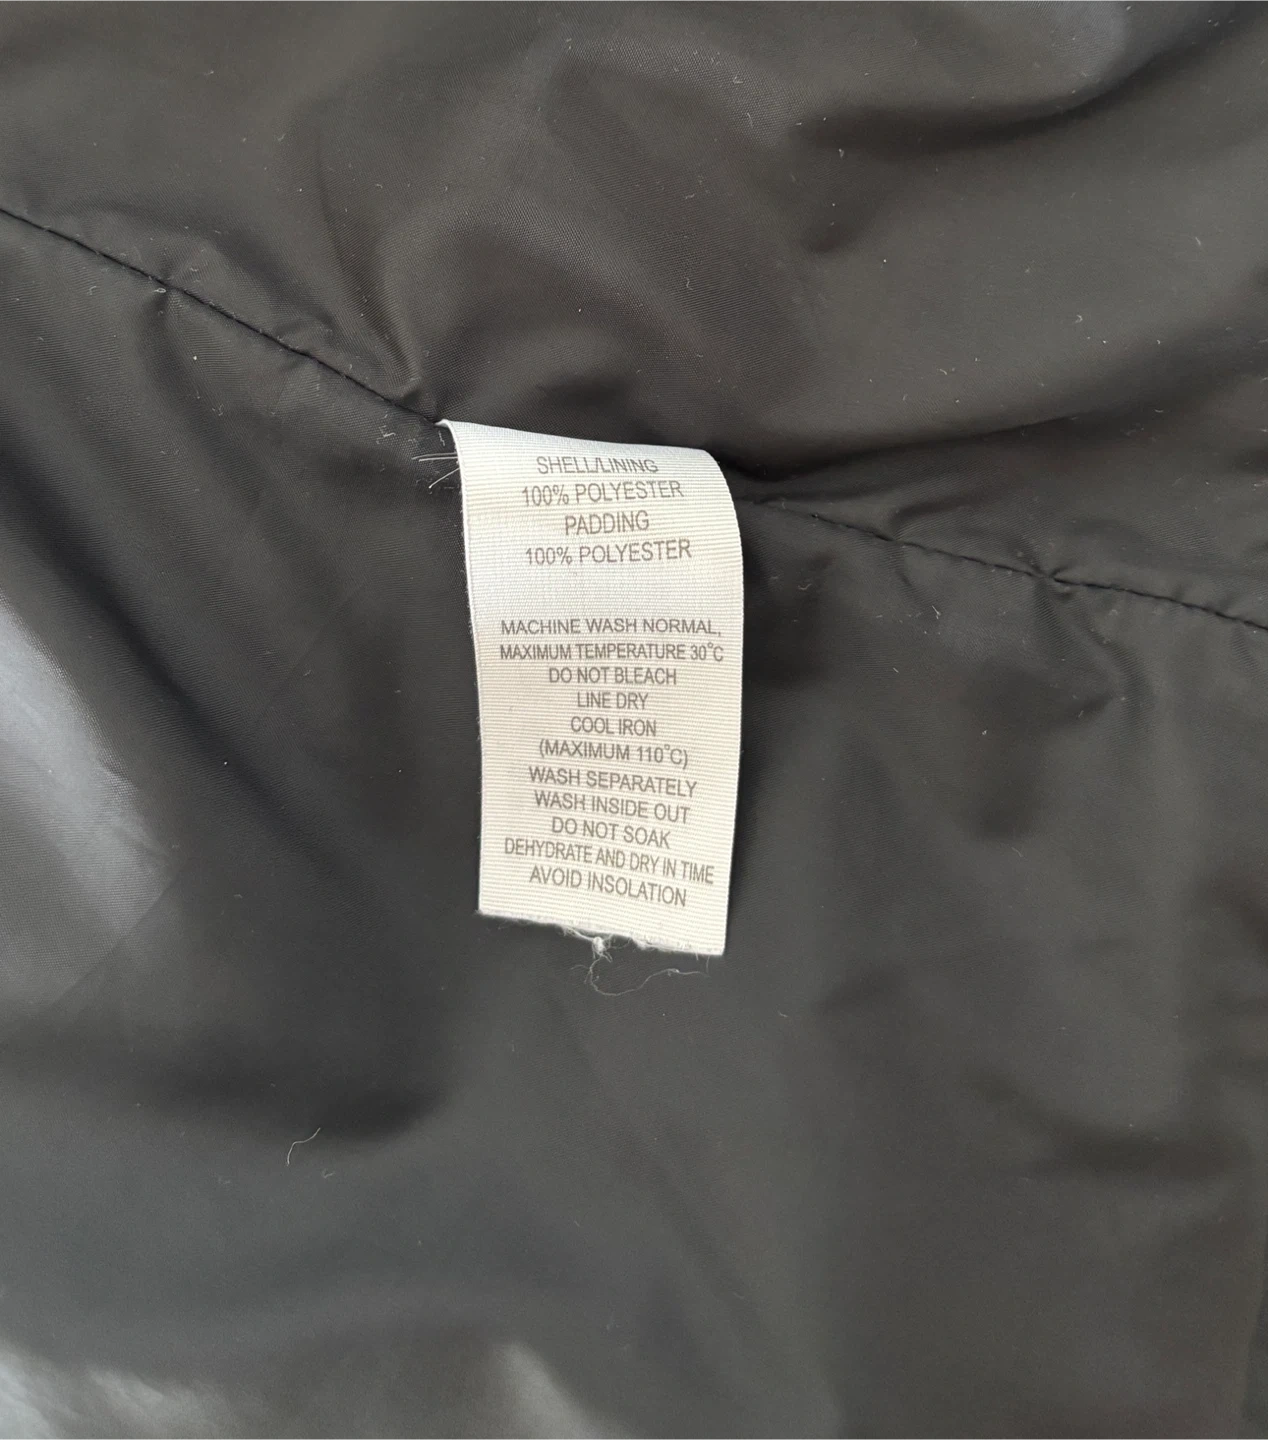 SHELL/LINING
100% POLYESTER
PADDING
100% POLYESTER
MACHINE WASH NORMAL,
MAXIMUM TEMPERATURE 30°C
DO NOT BLEACH
LINE DRY
COOL IRON
(MAXIMUM 110°C)
WASH SEPARATELY
WASH INSIDE OUT
DO NOT SOAK
DEHYDRATE AND DRY IN TIME
AVOID INSOLATION